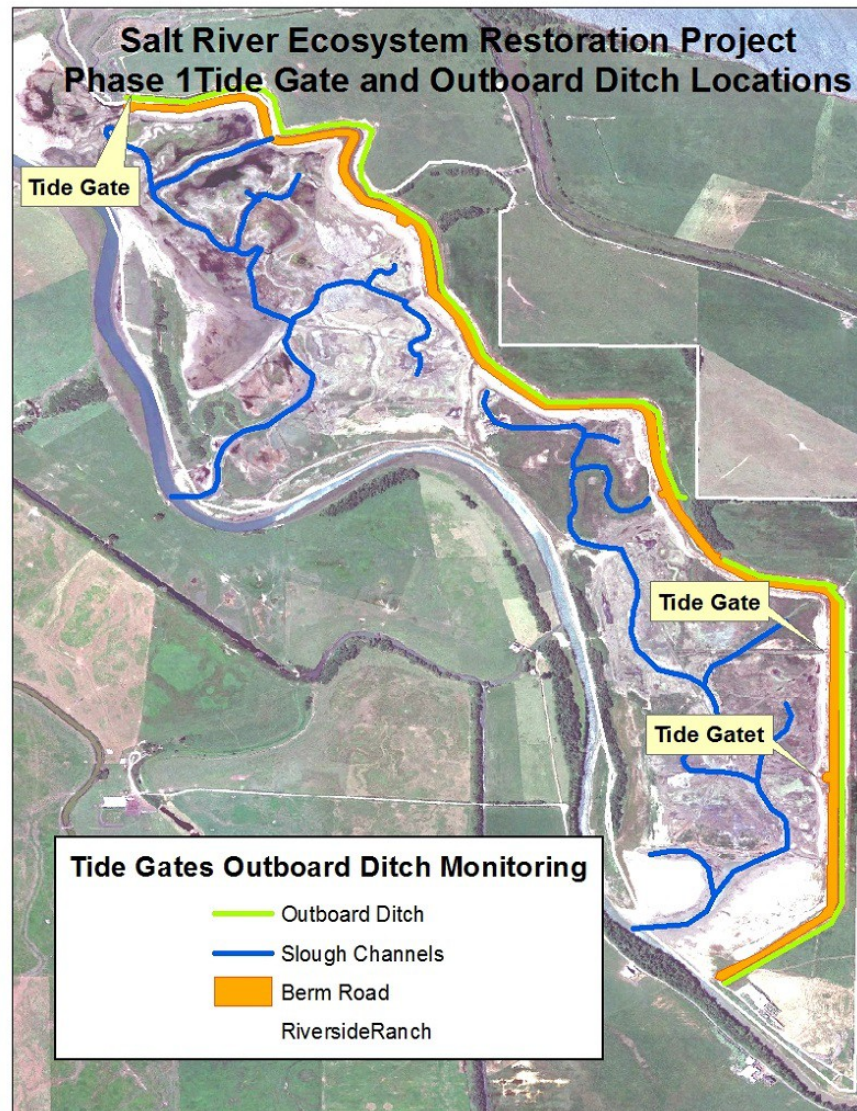 Salt River Ecosystem Restoration Project
Phase 1Tide Gate and Outboard Ditch Locations
Tide Gate
Tide Gate
Tide Gatet
Tide Gates Outboard Ditch Monitoring
Outboard Ditch
Slough Channels
Berm Road
RiversideRanch